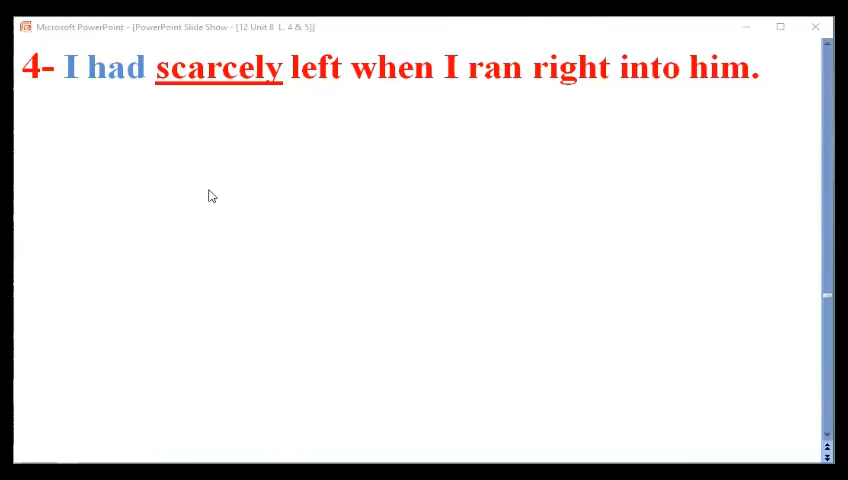 Microsoft PowerPoint - [PowerPoint Slide Show - [12 Unit 8 L. 4 & 5]]
4- I had scarcely left when I ran right into him.